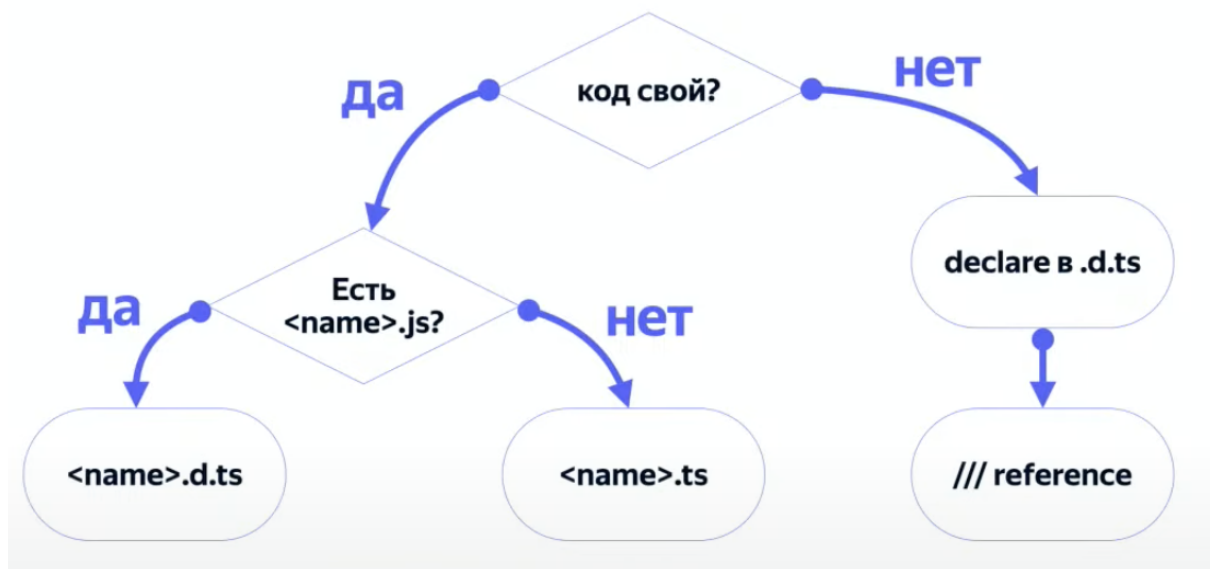 код свой?
да
нет
Есть
<name>.js?
declare в .d.ts
да
нет
<name>.d.ts
<name>.ts
/// reference